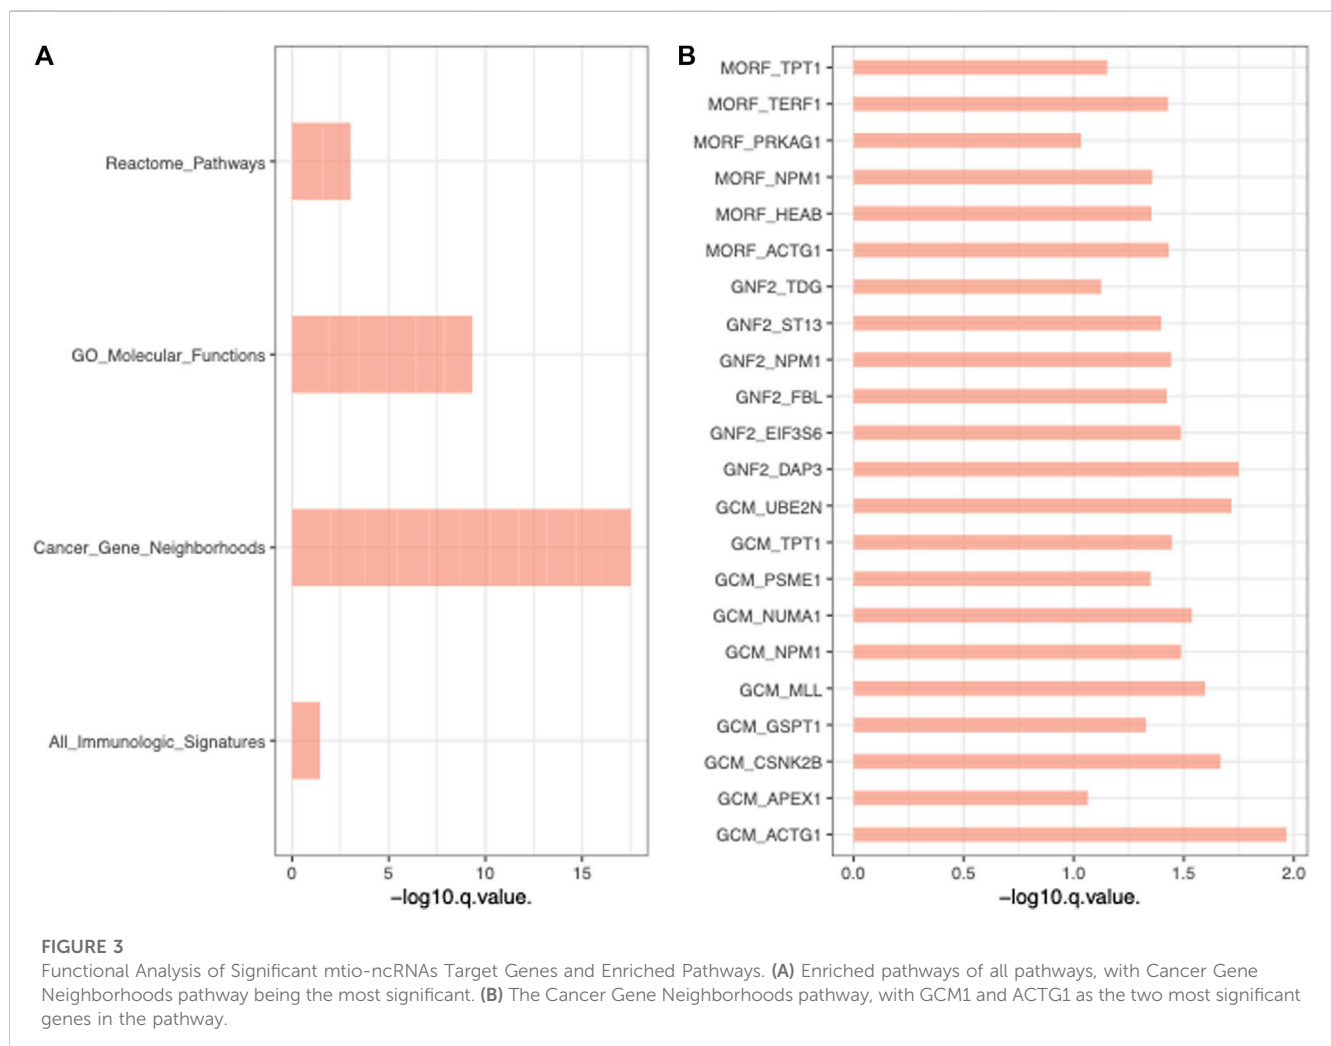 A
Reactome_Pathways
GO_Molecular_Functions
Cancer_Gene_Neighborhoods
All_Immunologic_Signatures
0 5 10 15
−log10.q.value.
B
MORF_TPT1
MORF_TERF1
MORF_PRKAG1
MORF_NPM1
MORF_HEAB
MORF_ACTG1
GNF2_TDG
GNF2_ST13
GNF2_NPM1
GNF2_FBL
GNF2_EIF3S6
GNF2_DAP3
GCM_UBE2N
GCM_TPT1
GCM_PSME1
GCM_NUMA1
GCM_NPM1
GCM_MLL
GCM_GSPT1
GCM_CSNK2B
GCM_APEX1
GCM_ACTG1
0.0 0.5 1.0 1.5 2.0
−log10.q.value.
FIGURE 3
Functional Analysis of Significant mtio-ncRNAs Target Genes and Enriched Pathways. (A) Enriched pathways of all pathways, with Cancer Gene
Neighborhoods pathway being the most significant. (B) The Cancer Gene Neighborhoods pathway, with GCM1 and ACTG1 as the two most significant
genes in the pathway.